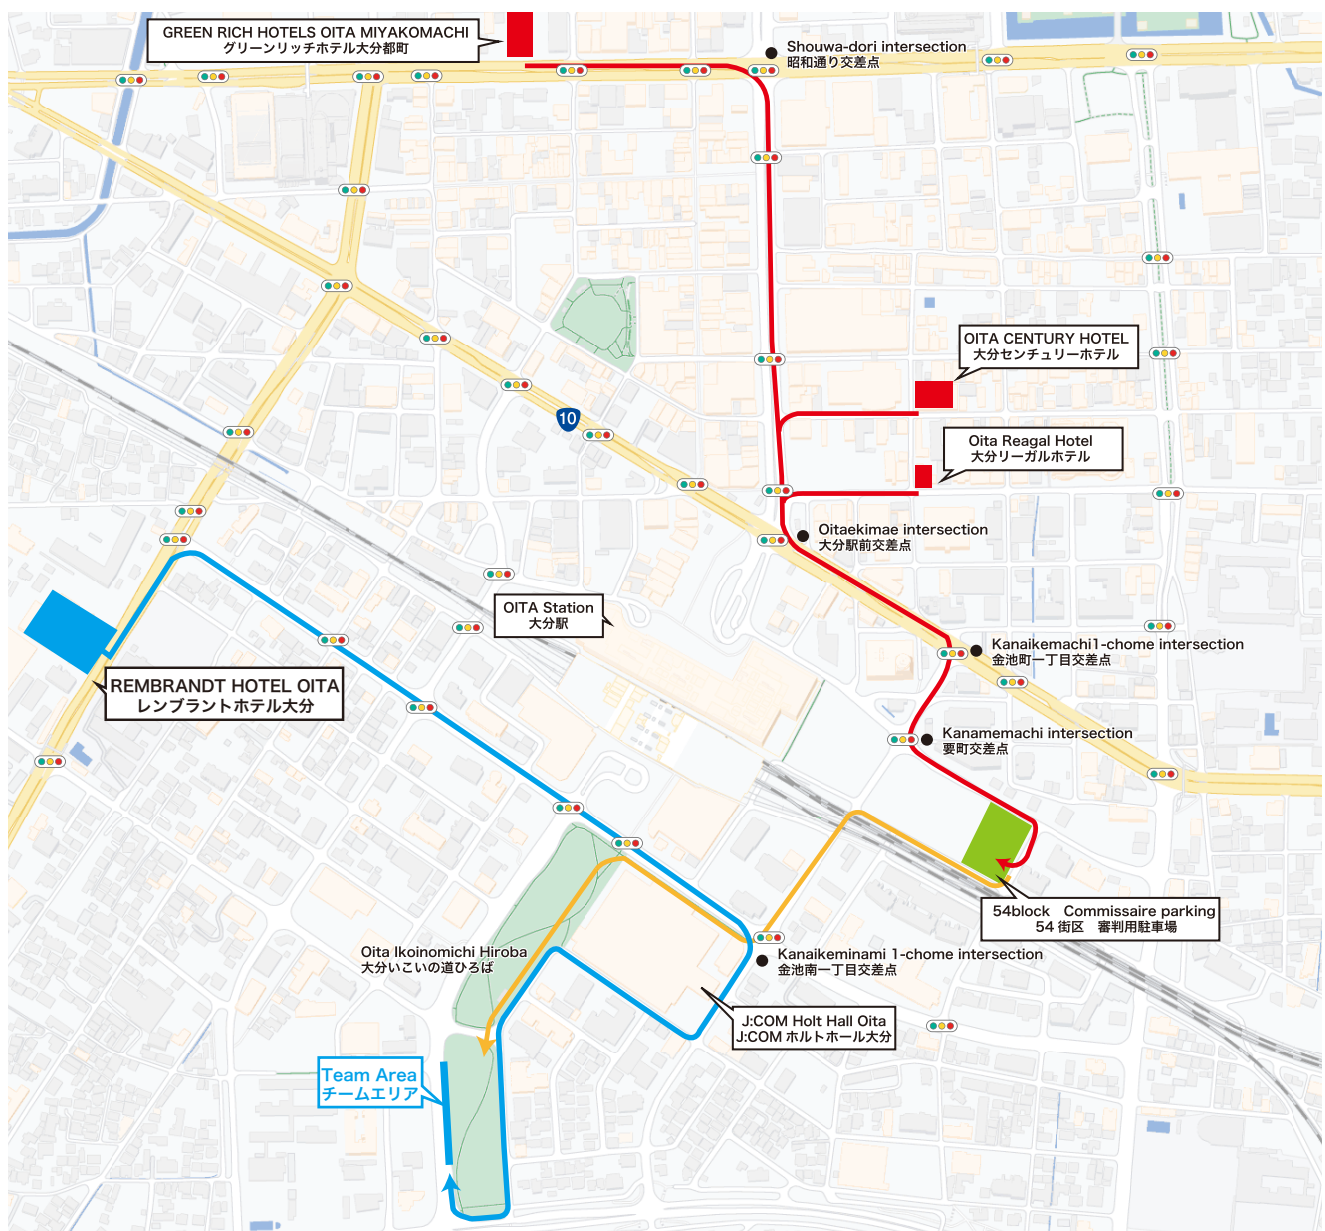 GREEN RICH HOTELS OITA MIYAKOMACHI
グリーンリッチホテル大分都町
Shouwa-dori intersection
昭和通り交差点
OITA CENTURY HOTEL
大分センチュリーホテル
10
Oita Reagal Hotel
大分リーガルホテル
Oitaekimae intersection
大分駅前交差点
OITA Station
大分駅
Kanaikemachi1-chome intersection
金池町一丁目交差点
REMBRANDT HOTEL OITA
レンブラントホテル大分
Kanamemachi intersection
要町交差点
54block Commissaire parking
54 街区 審判用駐車場
Oita Ikoinomichi Hiroba
大分いこいの道ひろば
Kanaikeminami 1-chome intersection
金池南一丁目交差点
J:COM Holt Hall Oita
J:COM ホルトホール大分
Team Area
チームエリア